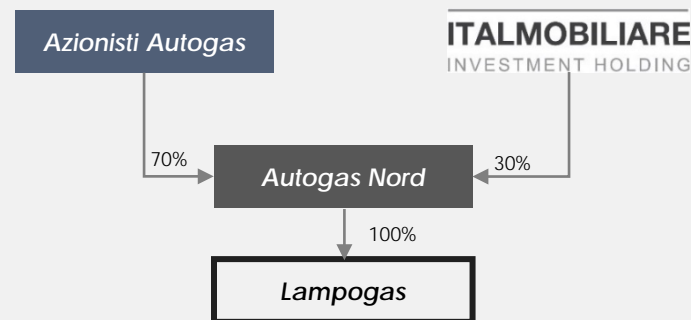 Azionisti Autogas
ITALMOBILIARE
INVESTMENT HOLDING
70%
Autogas Nord
30%
100%
Lampogas